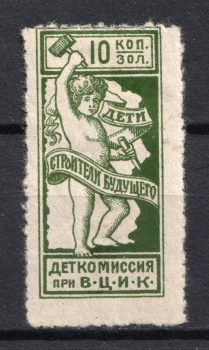 10 КОП.
ЗОЛ.
ДЕТИ
СТРОИТЕЛИ БУДУЩЕГО
ДЕТКОМИССИЯ
ПРИ В•Ц•И•К•